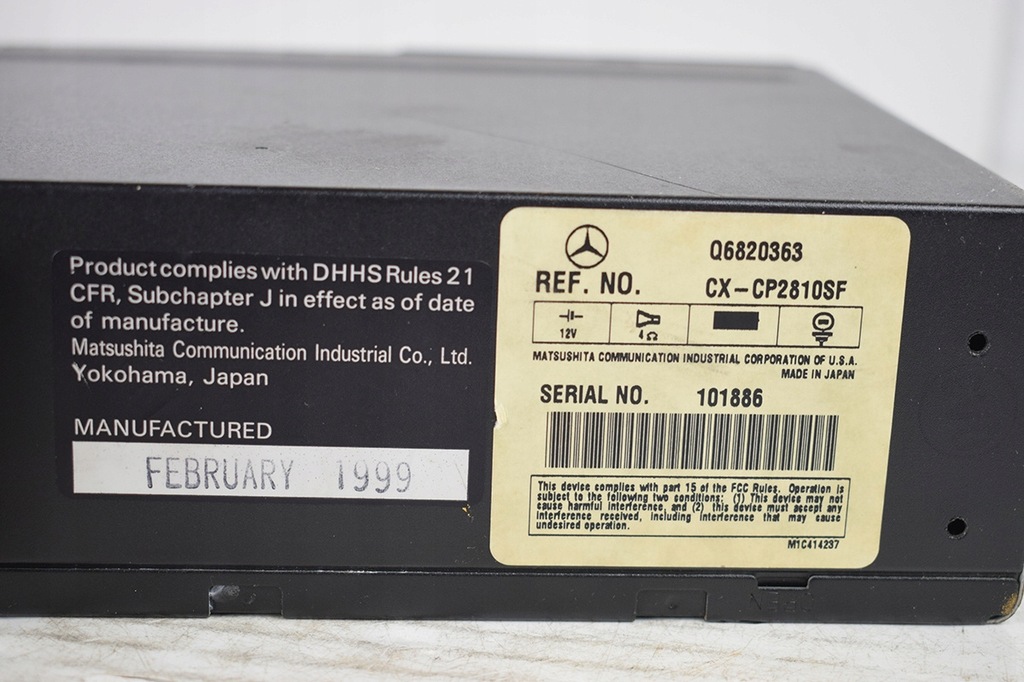 Product complies with DHHS Rules 21
CFR, Subchapter J in effect as of date
of manufacture.
Matsushita Communication Industrial Co., Ltd.
Yokohama, Japan
MANUFACTURED
FEBRUARY 1999
Q6820363
REF. NO. CX-CP2810SF
12V 4Ω
MATSUSHITA COMMUNICATION INDUSTRIAL CORPORATION OF U.S.A.
MADE IN JAPAN
SERIAL NO. 101886
This device complies with part 15 of the FCC Rules. Operation is
subject to the following two conditions: (1) This device may not
cause harmful interference, and (2) this device must accept any
interference received, including interference that may cause
undesired operation.
M1C414237